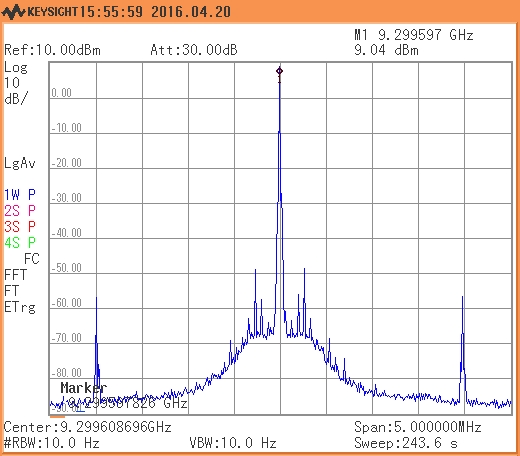 KEYSIGHT 15:55:59 2016.04.20
M1 9.299597 GHz
Ref:10.00dBm Att:30.00dB 9.04 dBm
Log
10
dB/
0.00
-10.00
LgAv
-20.00
1W P
-30.00
2S P
3S P
4S P
-40.00
FC
-50.00
FFT
FT
-60.00
ETrg
-70.00
-80.00
Marker
GHz
Center:9.299608696GHz Span:5.000000MHz
#RBW:10.0 Hz VBW:10.0 Hz Sweep:243.6 s